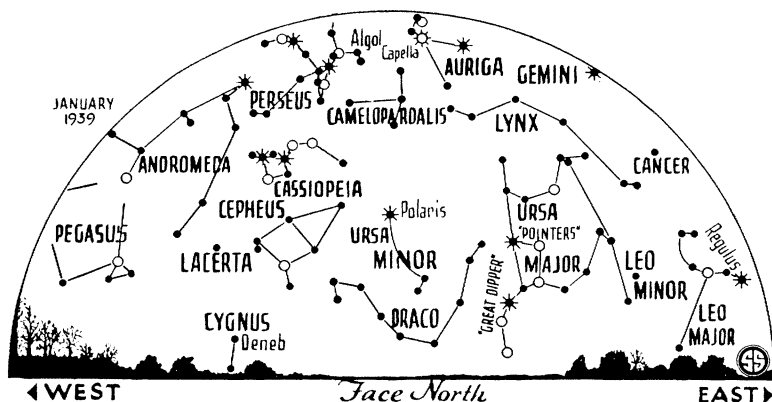 Algol
Capella
AURIGA
GEMINI
JANUARY
1939
PERSEUS
CAMELOPARDALIS
LYNX
ANDROMEDA
CANCER
CASSIOPEIA
CEPHEUS
Polaris
URSA
"POINTERS"
MAJOR
PEGASUS
LACERTA
URSA
MINOR
Regulus
LEO
MINOR
"GREAT DIPPER"
CYGNUS
Deneb
DRACO
LEO
MAJOR
WEST
Face North
EAST